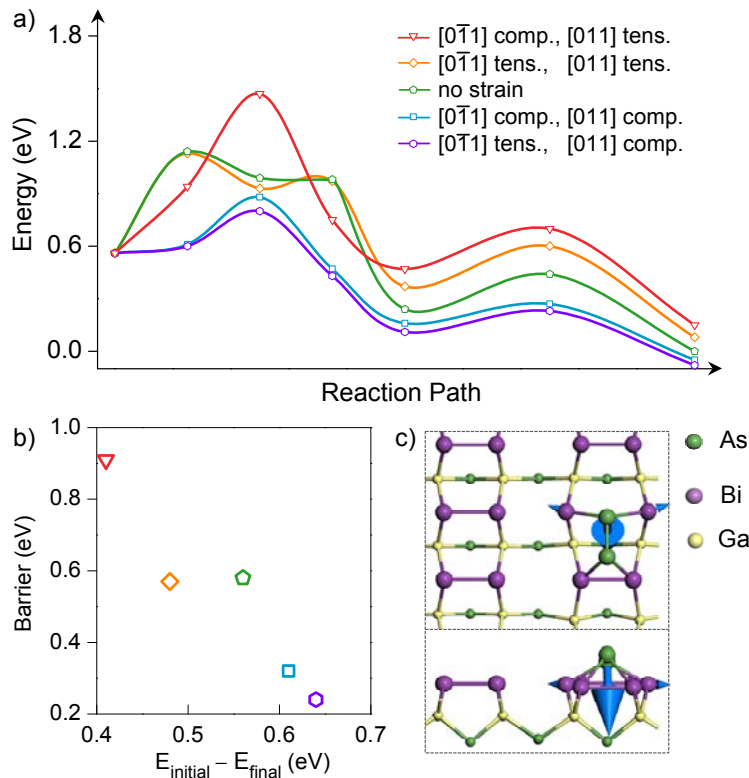 a)
1.8
1.2
0.6
0.0
Energy (eV)
Reaction Path
[01̅1] comp., [011] tens.
[01̅1] tens., [011] tens.
no strain
[01̅1] comp., [011] comp.
[01̅1] tens., [011] comp.
b)
1.0
0.8
0.6
0.4
0.2
Barrier (eV)
0.4 0.5 0.6 0.7
E_initial – E_final (eV)
c)
As
Bi
Ga